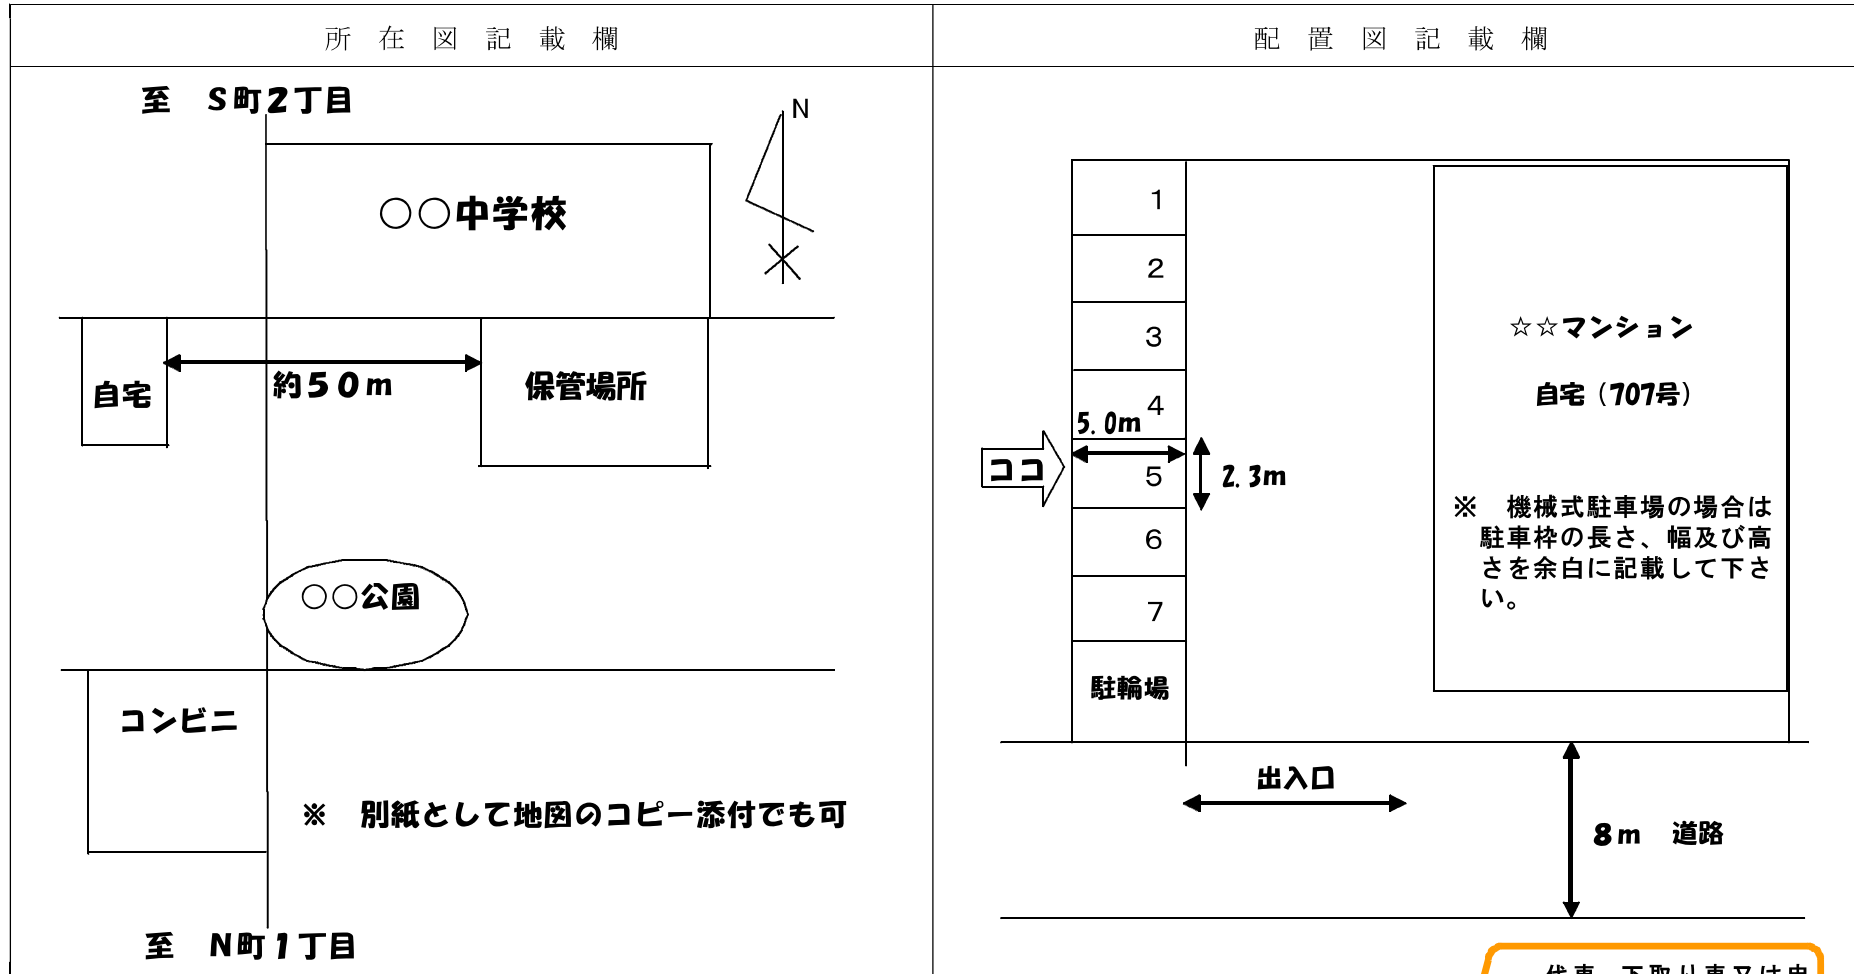 所在図記載欄
至　S町2丁目
N
○○中学校
自宅
約50m
保管場所
○○公園
コンビニ
※　別紙として地図のコピー添付でも可
至　N町1丁目
配置図記載欄
1
2
3
4
5.0m
ココ
5
2.3m
6
7
駐輪場
☆☆マンション
自宅（707号）
※　機械式駐車場の場合は
駐車枠の長さ、幅及び高
さを余白に記載して下さ
い。
出入口
8m　道路